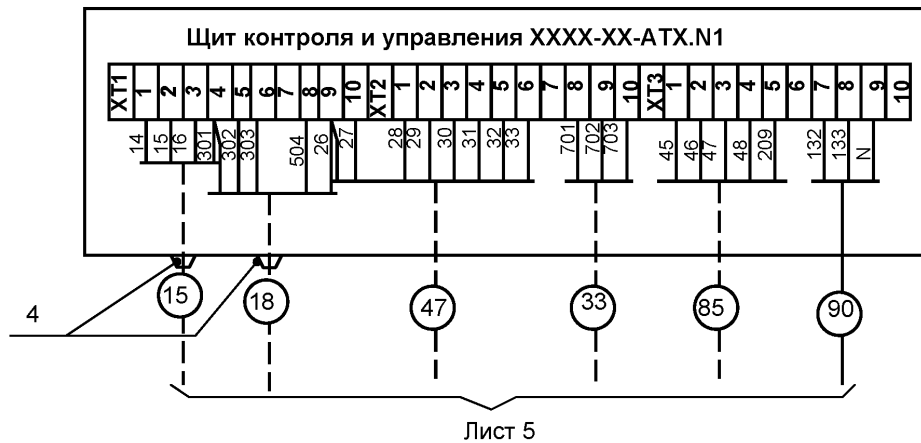 Щит контроля и управления XXXX-XX-ATX.N1
XT1 1 2 3 4 5 6 7 8 9 10 XT2 1 2 3 4 5 6 7 8 9 10 XT3 1 2 3 4 5 6 7 8 9 10
14 15 16 301 302 303 504 26 27 28 29 30 31 32 33 701 702 703 45 46 47 48 209 132 133 N
4 15 18 47 33 85 90
Лист 5